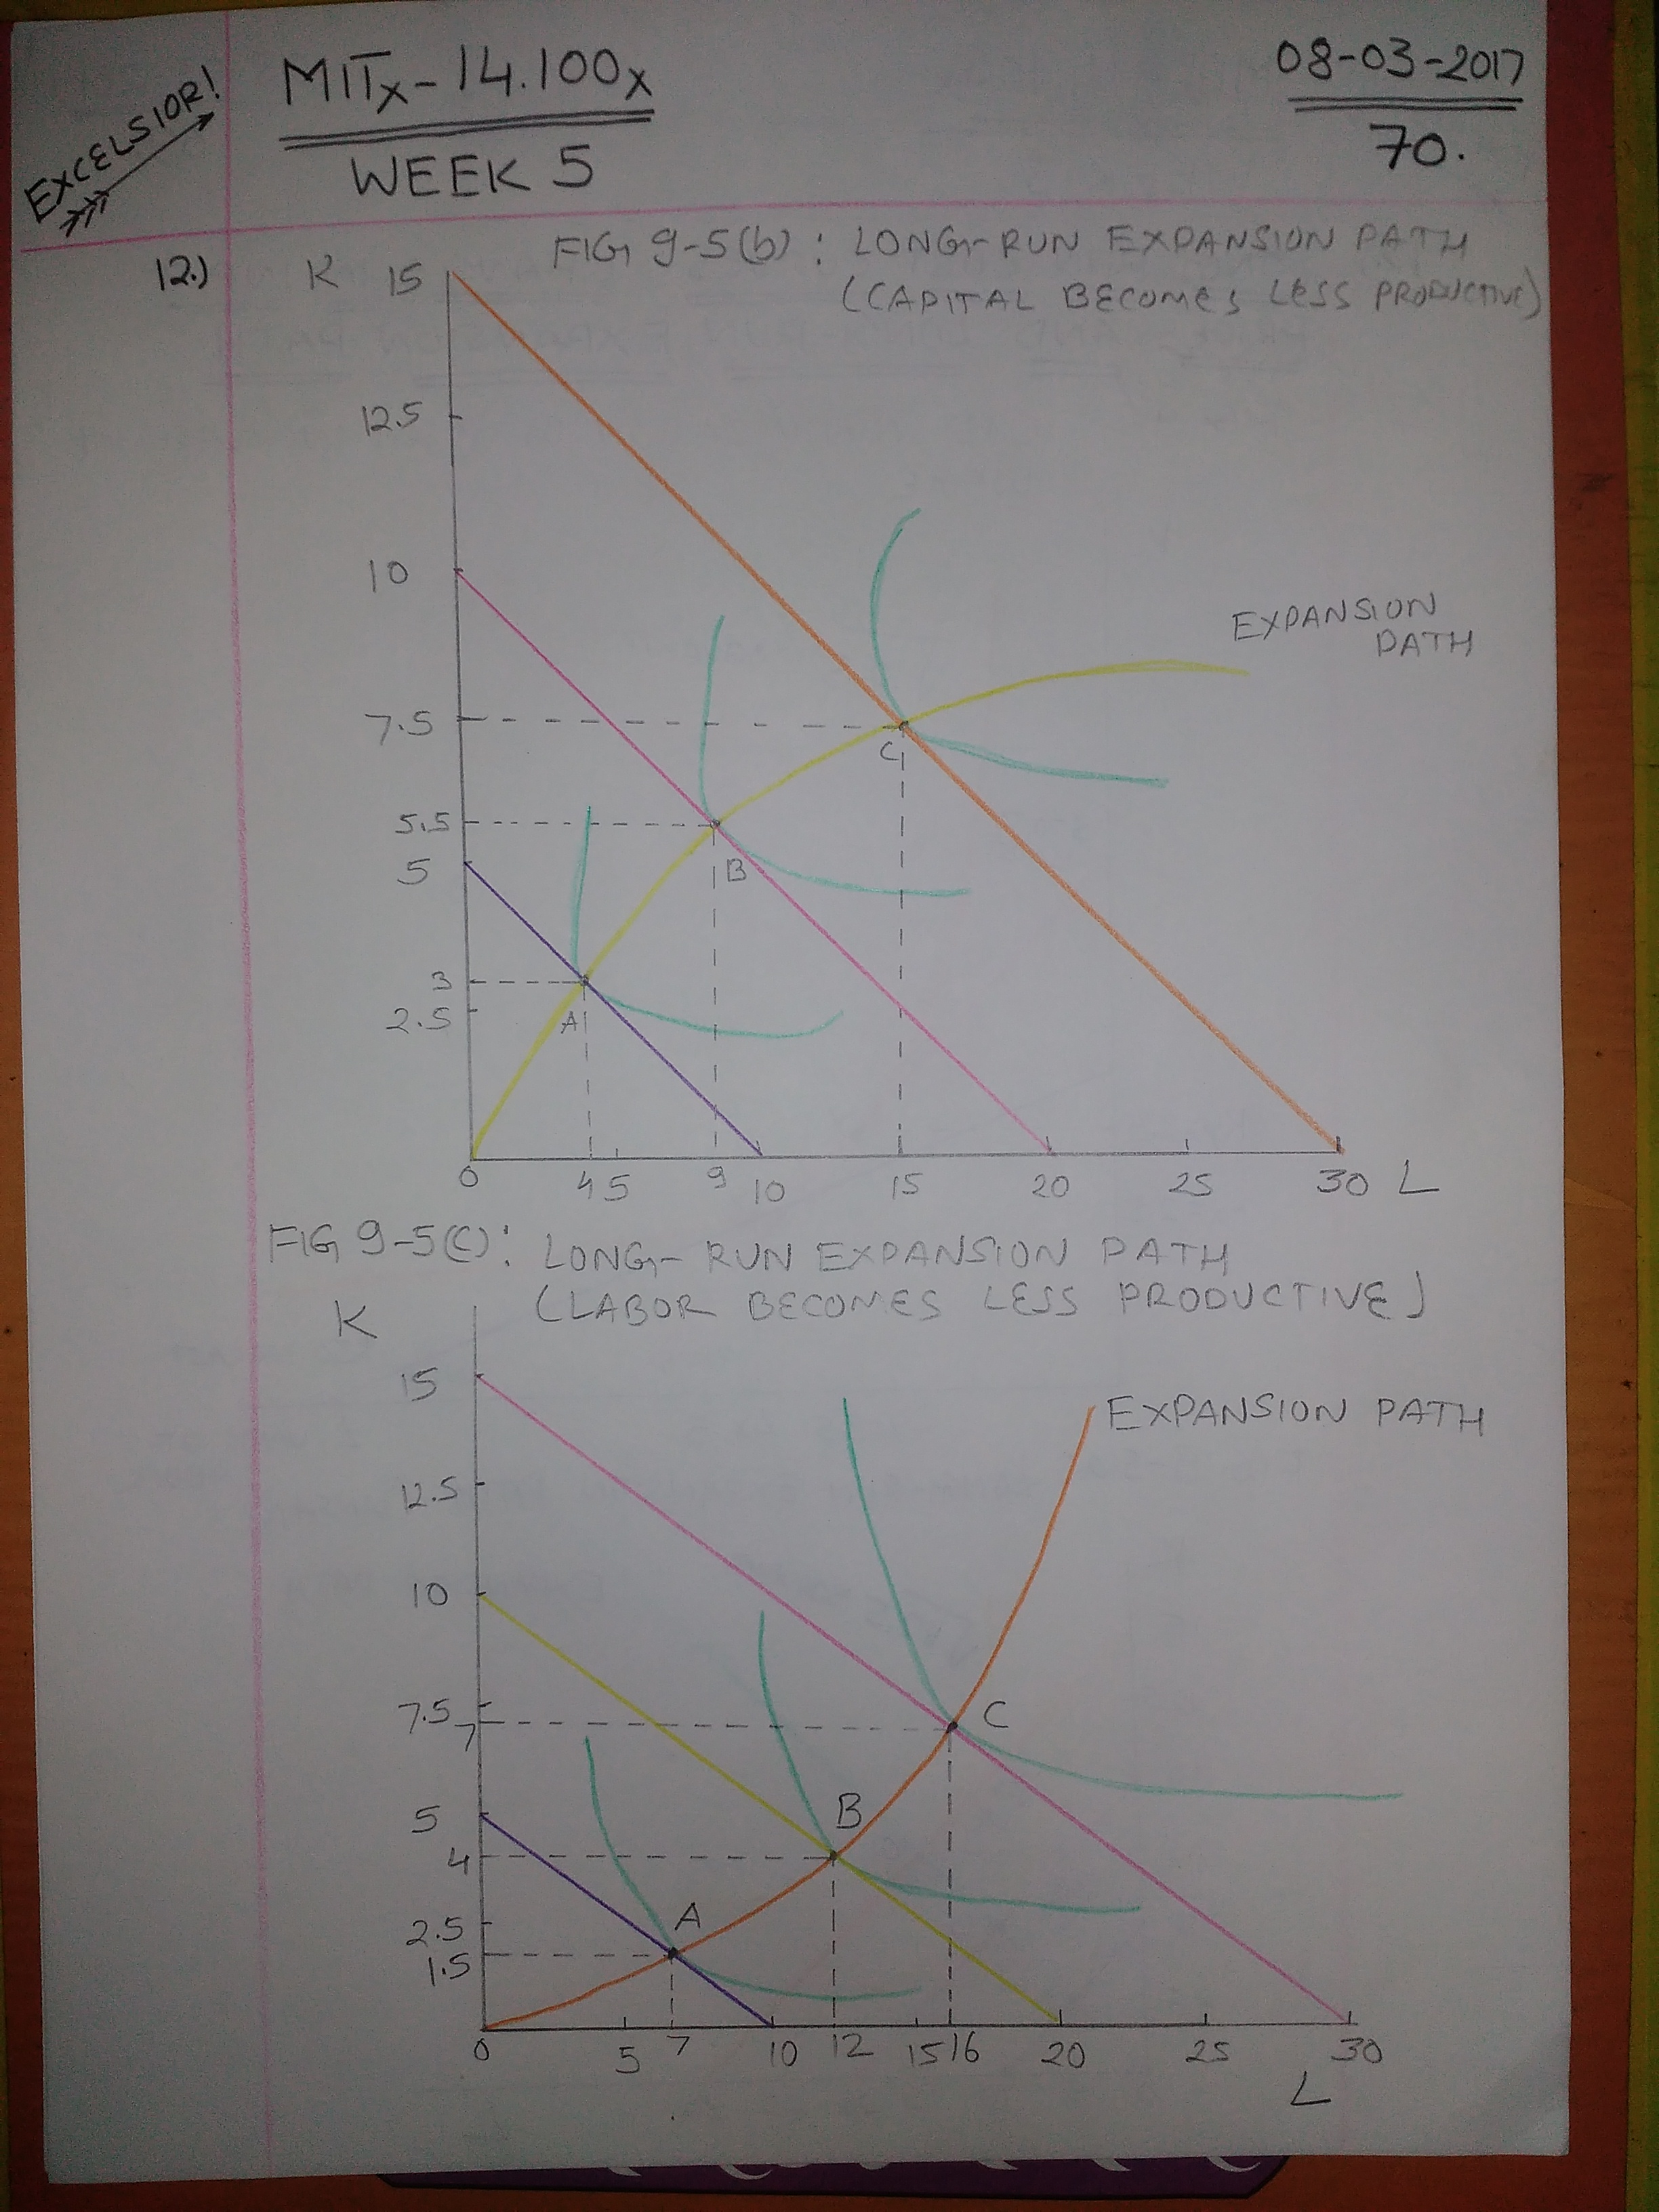 EXCELSIOR!
MITx-14.100x
WEEK 5
08-03-2017
70.
12.)
FIG 9-5(b): LONG-RUN EXPANSION PATH
(CAPITAL BECOMES LESS PRODUCTIVE)
K
15
12.5
10
EXPANSION
PATH
7.5
C
5.5
5
B
3
2.5
A
0 4 5 9 10 15 20 25 30 L
FIG 9-5(c): LONG-RUN EXPANSION PATH
(LABOR BECOMES LESS PRODUCTIVE)
K
15
EXPANSION PATH
12.5
10
7.5
7
C
5
B
4
2.5
A
1.5
0 5 7 10 12 15 16 20 25 30
L